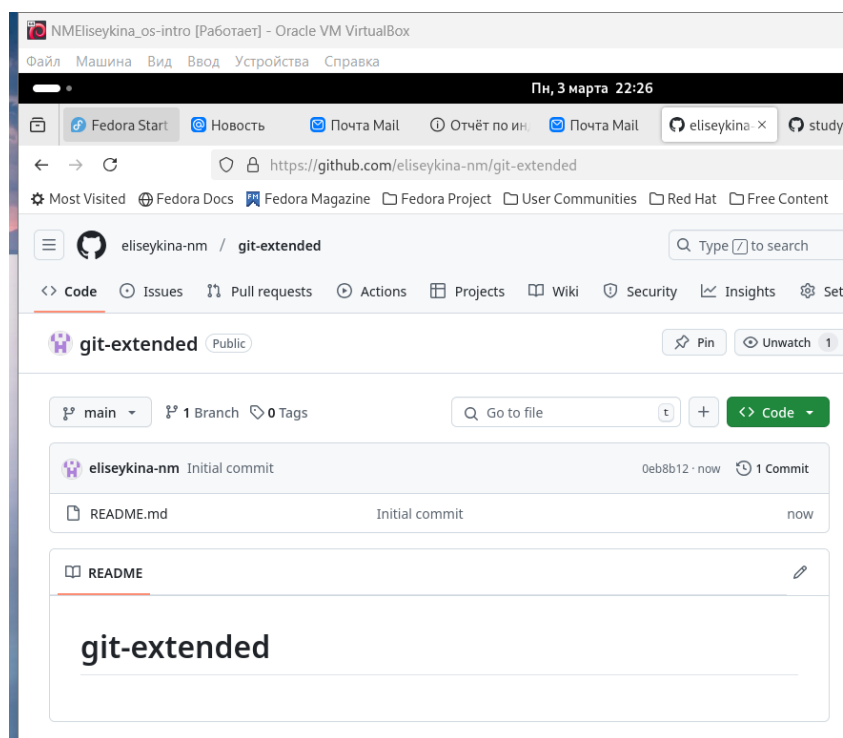 NMEliseykina_os-intro [Работает] - Oracle VM VirtualBox
Файл Машина Вид Ввод Устройства Справка
Пн, 3 марта 22:26
Fedora Start Новость Почта Mail Отчёт по ин Почта Mail eliseykina- study
https://github.com/eliseykina-nm/git-extended
Most Visited Fedora Docs Fedora Magazine Fedora Project User Communities Red Hat Free Content
eliseykina-nm / git-extended Type / to search
Code Issues Pull requests Actions Projects Wiki Security Insights Set
git-extended Public Pin Unwatch 1
main 1 Branch 0 Tags Go to file t + Code
eliseykina-nm Initial commit 0eb8b12 · now 1 Commit
README.md Initial commit now
README
git-extended